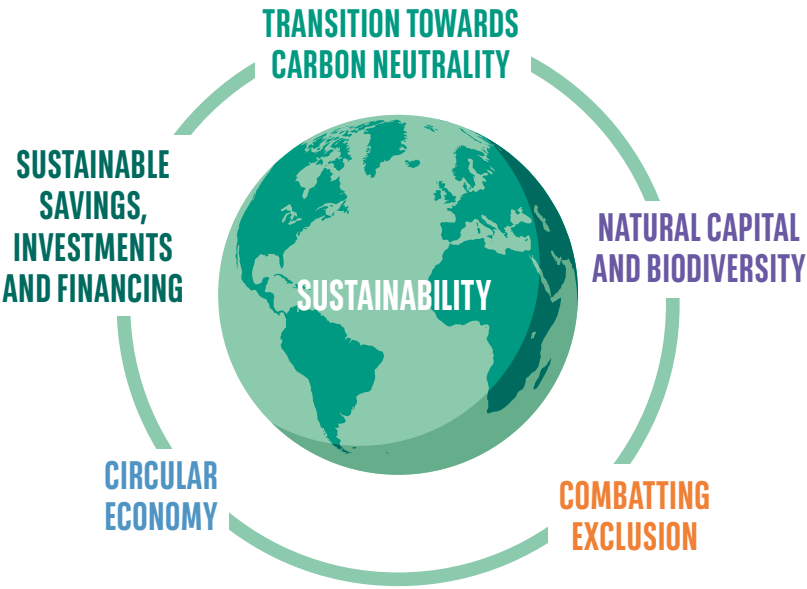 TRANSITION TOWARDS
CARBON NEUTRALITY
SUSTAINABLE
SAVINGS,
INVESTMENTS
AND FINANCING
NATURAL CAPITAL
AND BIODIVERSITY
SUSTAINABILITY
CIRCULAR
ECONOMY
COMBATTING
EXCLUSION